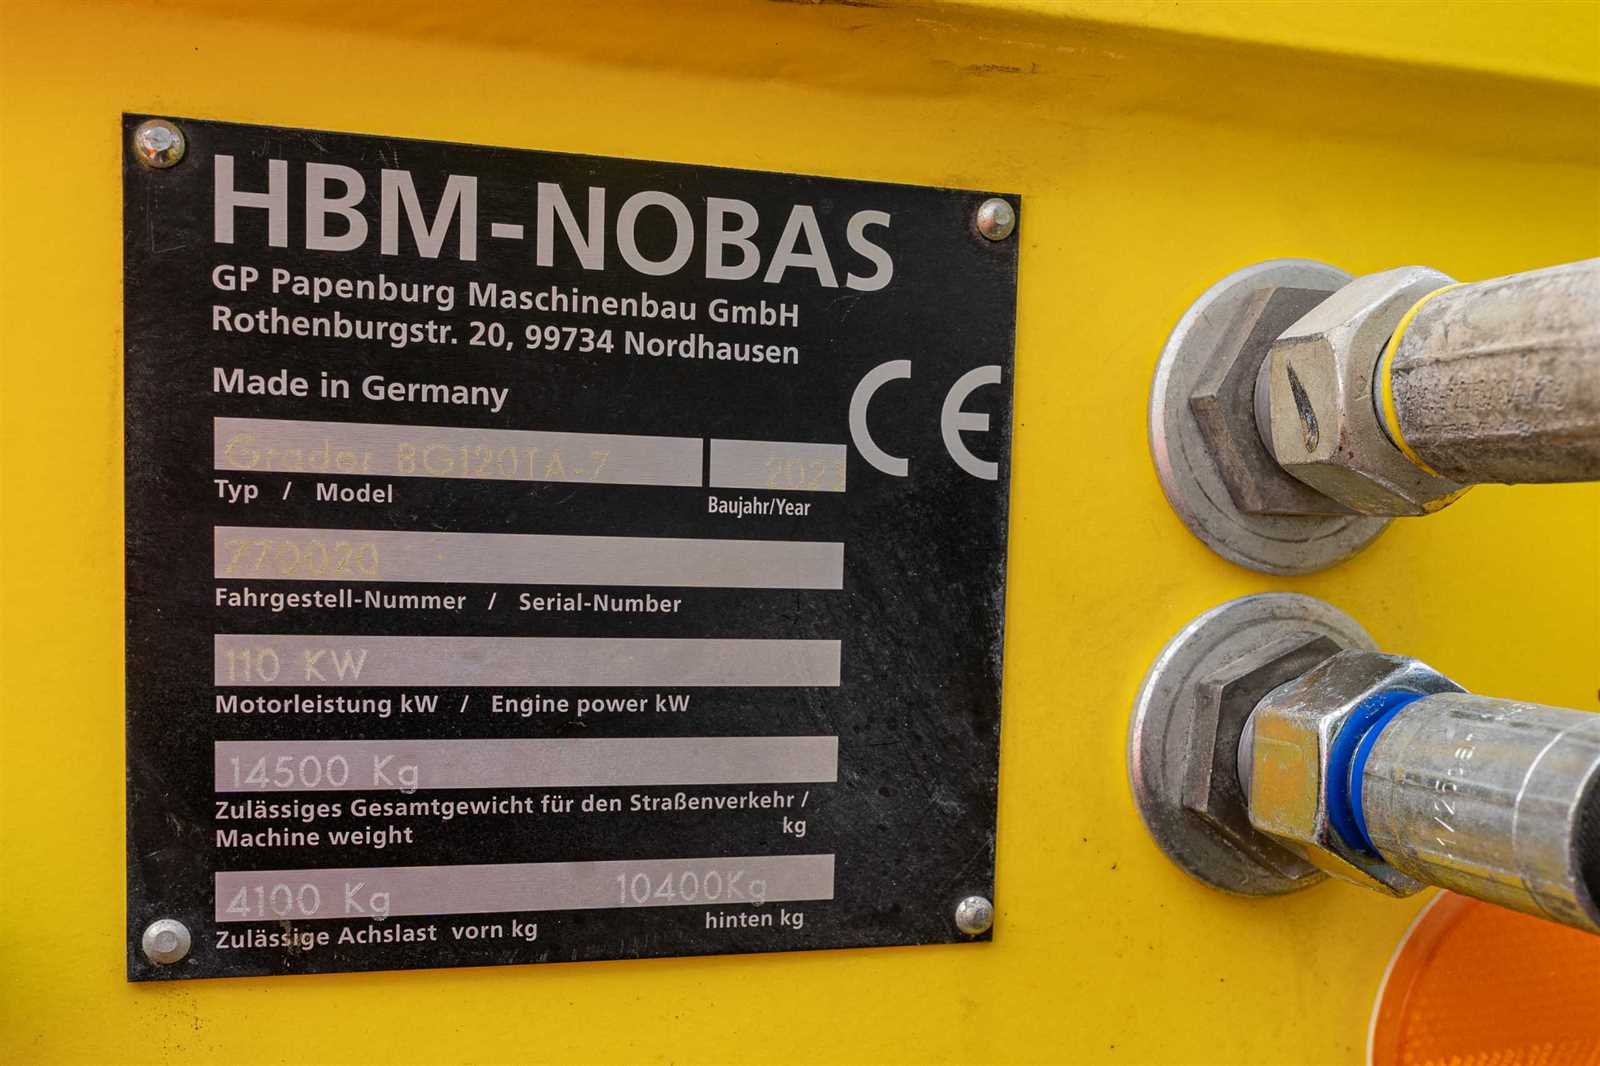 HBM-NOBAS
GP Papenburg Maschinenbau GmbH
Rothenburgstr. 20, 99734 Nordhausen
Made in Germany
CE
Grader BG120TA-7 2023
Typ / Model Baujahr/Year
770020
Fahrgestell-Nummer / Serial-Number
110 KW
Motorleistung kW / Engine power kW
14500 Kg
Zulässiges Gesamtgewicht für den Straßenverkehr /
Machine weight kg
4100 Kg 10400Kg
Zulässige Achslast vorn kg hinten kg